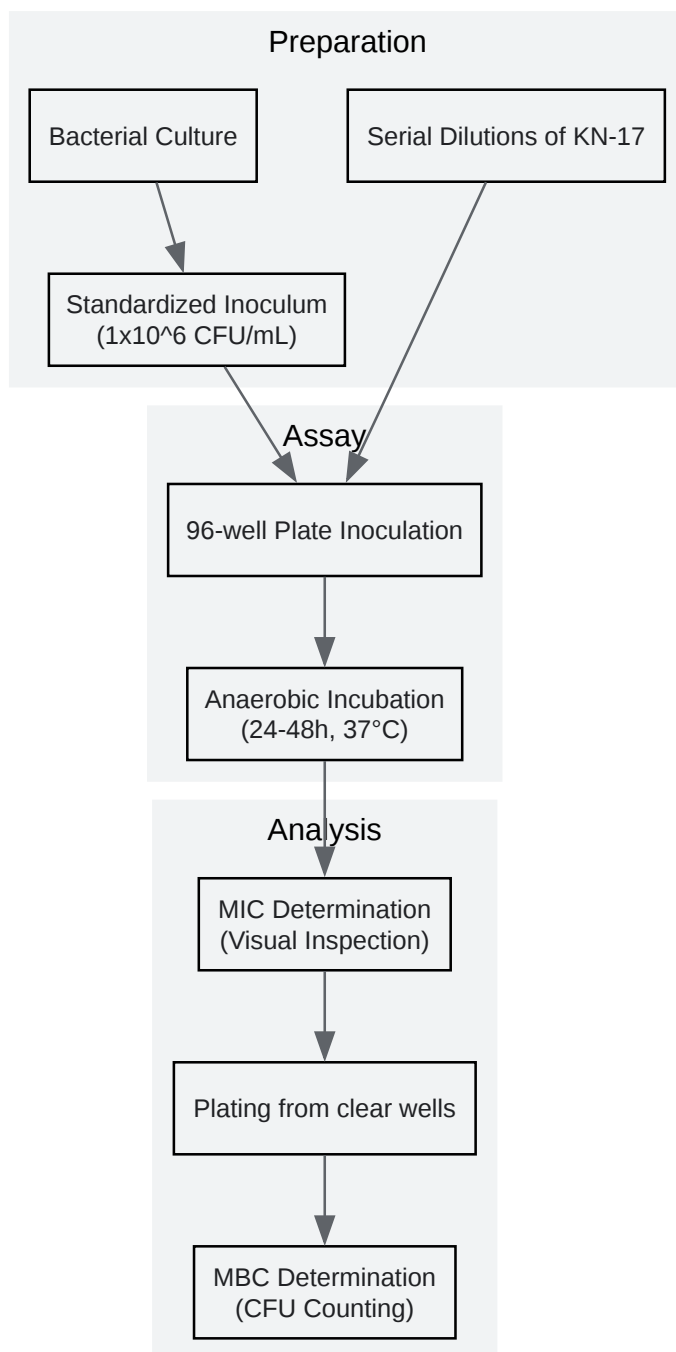 Preparation
Bacterial Culture
Serial Dilutions of KN-17
Standardized Inoculum
(1x10^6 CFU/mL)
Assay
96-well Plate Inoculation
Anaerobic Incubation
(24-48h, 37°C)
Analysis
MIC Determination
(Visual Inspection)
Plating from clear wells
MBC Determination
(CFU Counting)